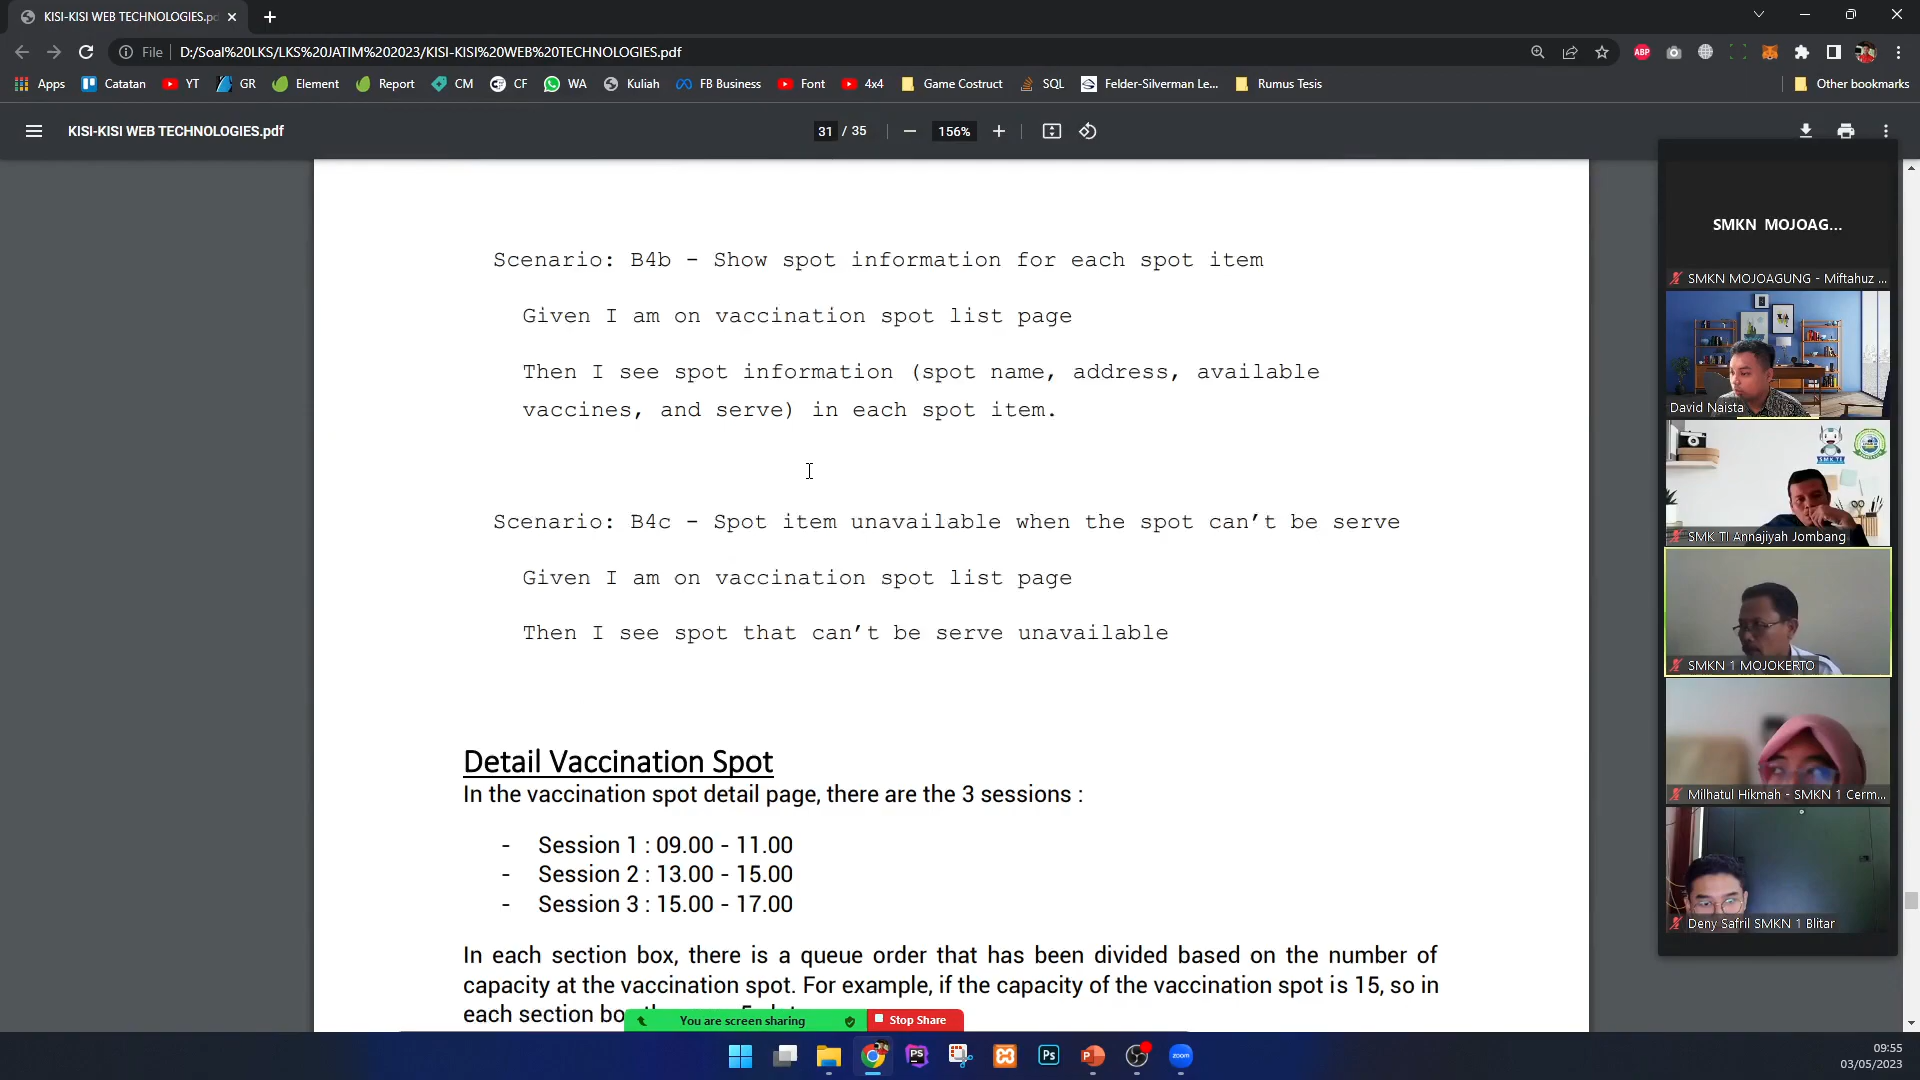 KISI-KISI WEB TECHNOLOGIES.pdf
File
D:/Soal%20LKS/LKS%20JATIM%202023/KISI-KISI%20WEB%20TECHNOLOGIES.pdf
ABP
Apps
Catatan
YT
GR
Element
Report
CM
CF
WA
Kuliah
FB Business
Font
4x4
Game Costruct
SQL
Felder-Silverman Le...
Rumus Tesis
Other bookmarks
KISI-KISI WEB TECHNOLOGIES.pdf
31 / 35
156%
Scenario: B4b - Show spot information for each spot item
Given I am on vaccination spot list page
Then I see spot information (spot name, address, available
vaccines, and serve) in each spot item.
Scenario: B4c - Spot item unavailable when the spot can’t be serve
Given I am on vaccination spot list page
Then I see spot that can’t be serve unavailable
Detail Vaccination Spot
In the vaccination spot detail page, there are the 3 sessions :
- Session 1 : 09.00 - 11.00
- Session 2 : 13.00 - 15.00
- Session 3 : 15.00 - 17.00
In each section box, there is a queue order that has been divided based on the number of
capacity at the vaccination spot. For example, if the capacity of the vaccination spot is 15, so in
each section bo
SMKN MOJOAG...
SMKN MOJOAGUNG - Miftahuz ...
David Naista
SMK TI
SMK TI Annajiyah Jombang
SMKN 1 MOJOKERTO
Milhatul Hikmah - SMKN 1 Cerm...
Deny Safril SMKN 1 Blitar
You are screen sharing
Stop Share
PS
Ps
P
zoom
09:55
03/05/2023